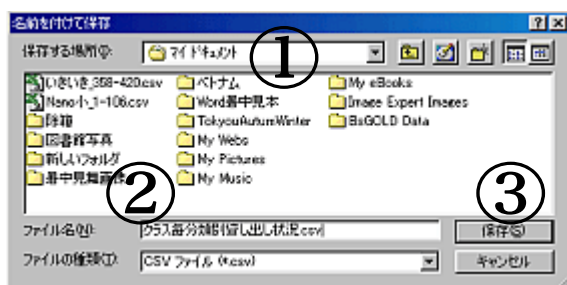 名前を付けて保存
保存する場所(I): マイ ドキュメント
①
いきいき_358-420.csv ベトナム My eBooks
Nano小_1-106.csv Word暑中見本 Image Expert Images
除籍 TokyouAutumWinter BsGOLD Data
図書館写真 My Webs
新しいフォルダ My Pictures
暑中見舞画像 My Music
② ③
ファイル名(N): クラス毎分類別貸し出し状況.csv 保存(S)
ファイルの種類(T): CSV ファイル (*.csv) キャンセル